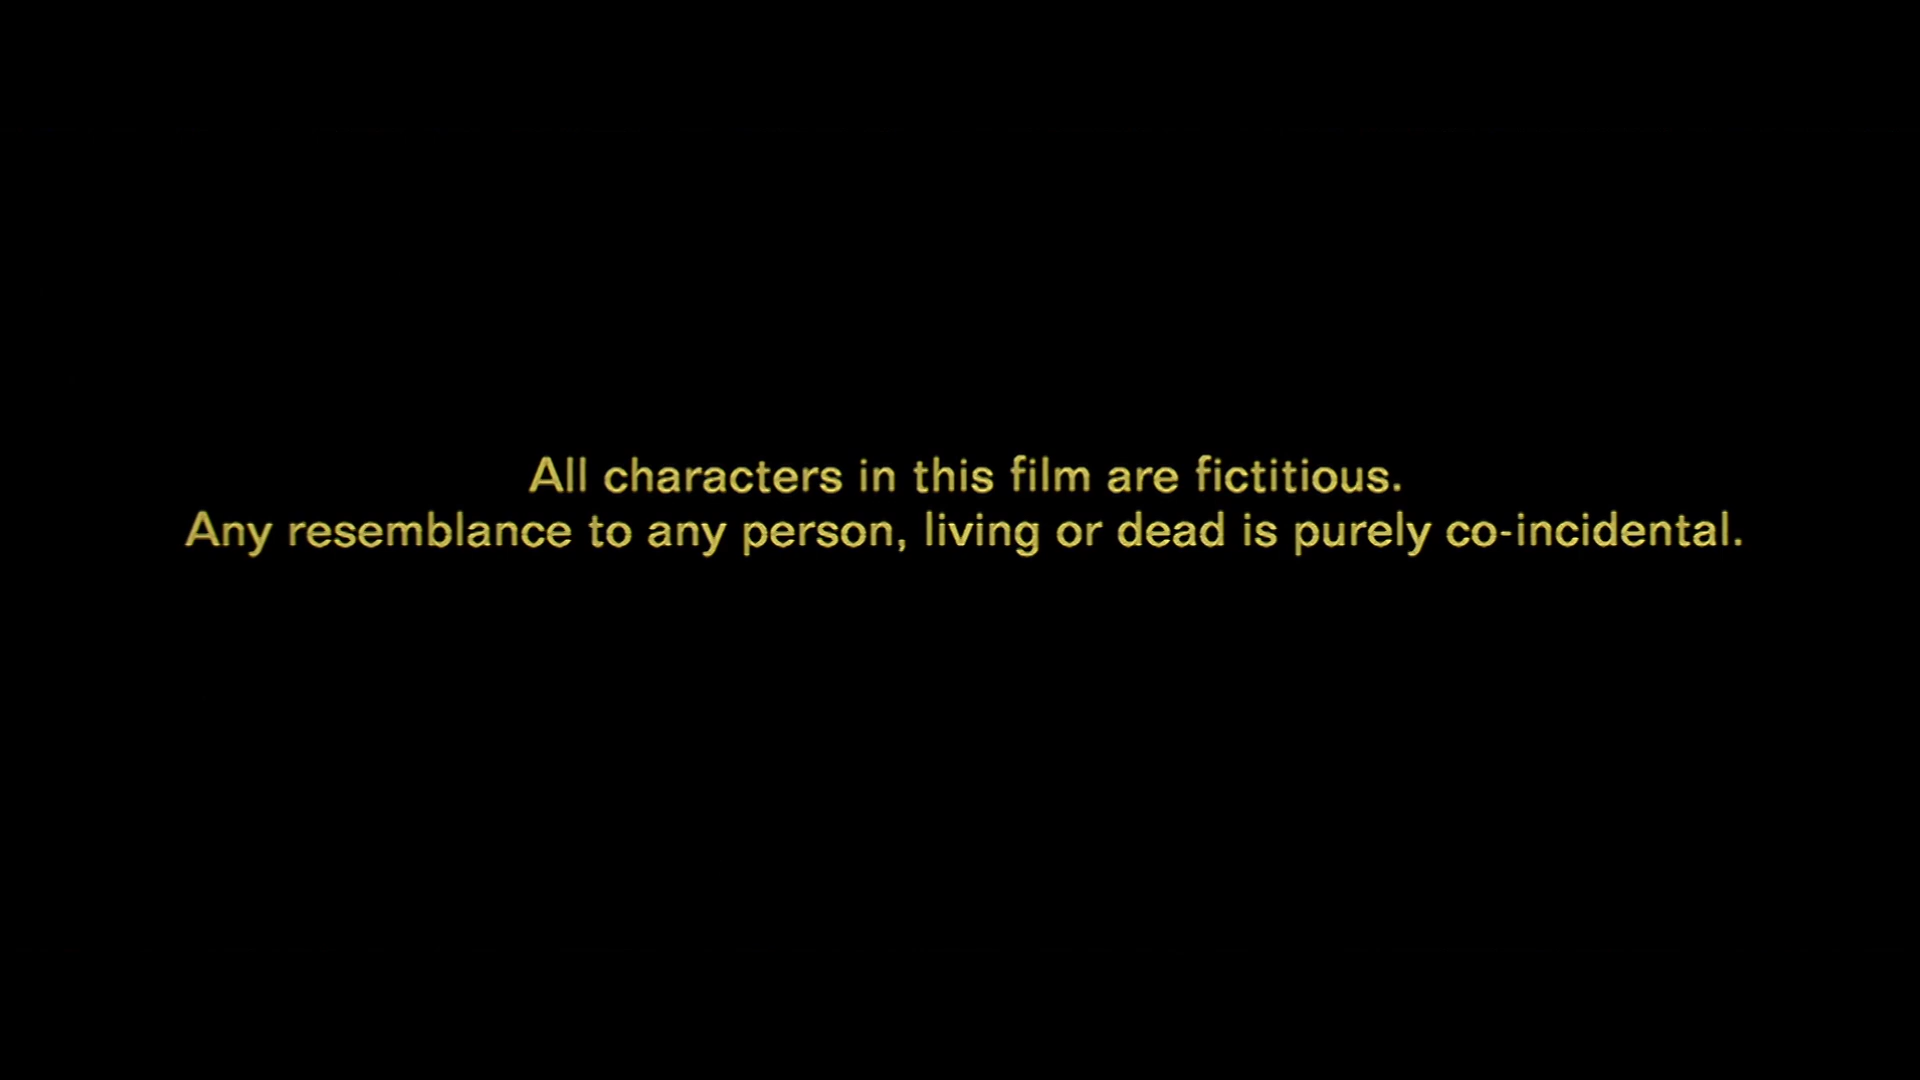 All characters in this film are fictitious.
Any resemblance to any person, living or dead is purely co-incidental.